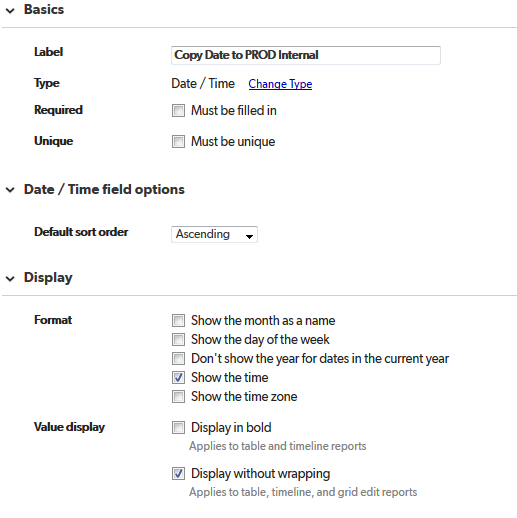 Basics
Label Copy Date to PROD Internal
Type Date / Time Change Type
Required Must be filled in
Unique Must be unique
Date / Time field options
Default sort order Ascending
Display
Format Show the month as a name
Show the day of the week
Don't show the year for dates in the current year
Show the time
Show the time zone
Value display Display in bold
Applies to table and timeline reports
Display without wrapping
Applies to table, timeline, and grid edit reports